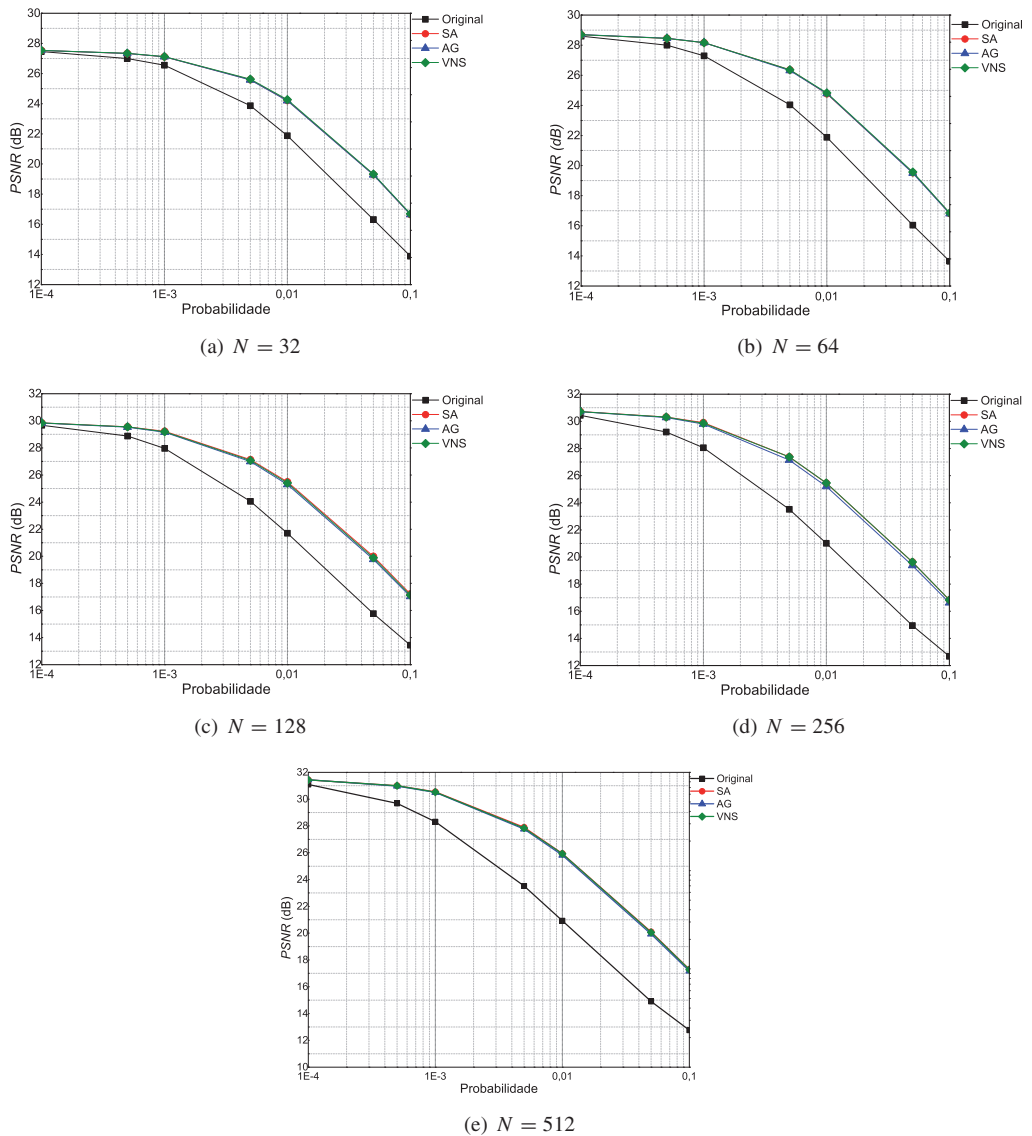 30
28
26
24
22
20
18
16
14
12
PSNR (dB)
1E-4
1E-3
0,01
0,1
Probabilidade
Original
SA
AG
VNS
(a) N = 32
30
28
26
24
22
20
18
16
14
12
PSNR (dB)
1E-4
1E-3
0,01
0,1
Probabilidade
Original
SA
AG
VNS
(b) N = 64
32
30
28
26
24
22
20
18
16
14
12
PSNR (dB)
1E-4
1E-3
0,01
0,1
Probabilidade
Original
SA
AG
VNS
(c) N = 128
32
30
28
26
24
22
20
18
16
14
12
PSNR (dB)
1E-4
1E-3
0,01
0,1
Probabilidade
Original
SA
AG
VNS
(d) N = 256
32
30
28
26
24
22
20
18
16
14
12
10
PSNR (dB)
1E-4
1E-3
0,01
0,1
Probabilidade
Original
SA
AG
VNS
(e) N = 512